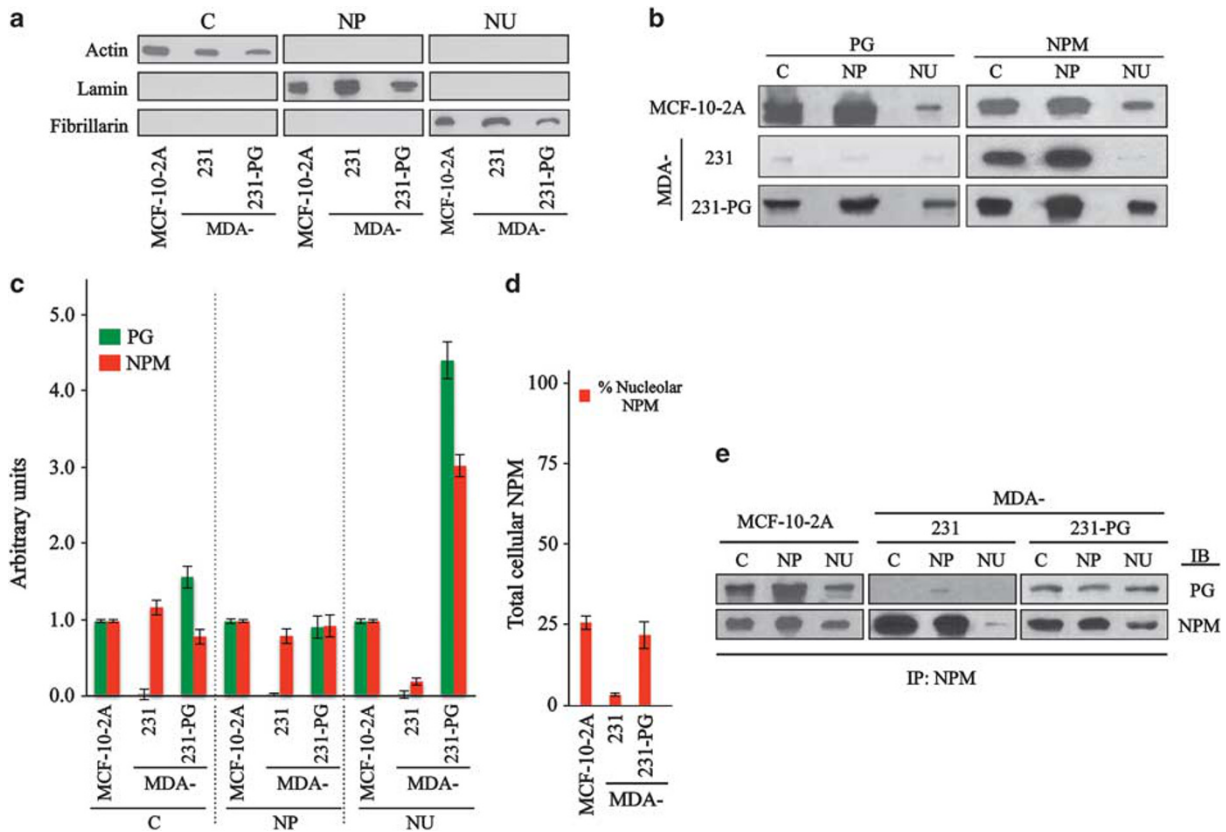 a
C NP NU
Actin
Lamin
Fibrillarin
MCF-10-2A 231 231-PG MCF-10-2A 231 231-PG MCF-10-2A 231 231-PG
MDA- MDA- MDA-
b
PG NPM
C NP NU C NP NU
MCF-10-2A
MDA-
231
231-PG
c
Arbitrary units
5.0
4.0
3.0
2.0
1.0
0.0
PG
NPM
MCF-10-2A 231 231-PG MCF-10-2A 231 231-PG MCF-10-2A 231 231-PG
MDA- MDA- MDA-
C NP NU
d
Total cellular NPM
100
75
50
25
0
% Nucleolar
NPM
MCF-10-2A 231 231-PG
MDA-
e
MDA-
MCF-10-2A 231 231-PG
C NP NU C NP NU C NP NU IB
PG
NPM
IP: NPM